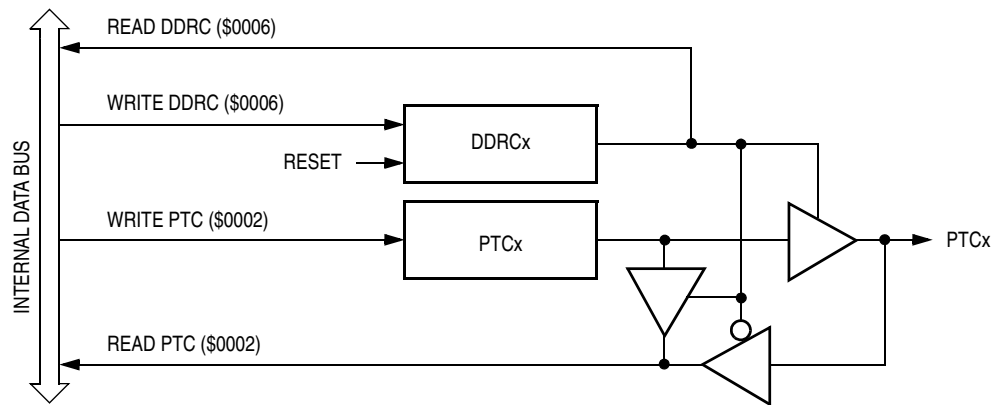 READ DDRC ($0006)
WRITE DDRC ($0006)
DDRCx
RESET
WRITE PTC ($0002)
PTCx
PTCx
READ PTC ($0002)
INTERNAL DATA BUS